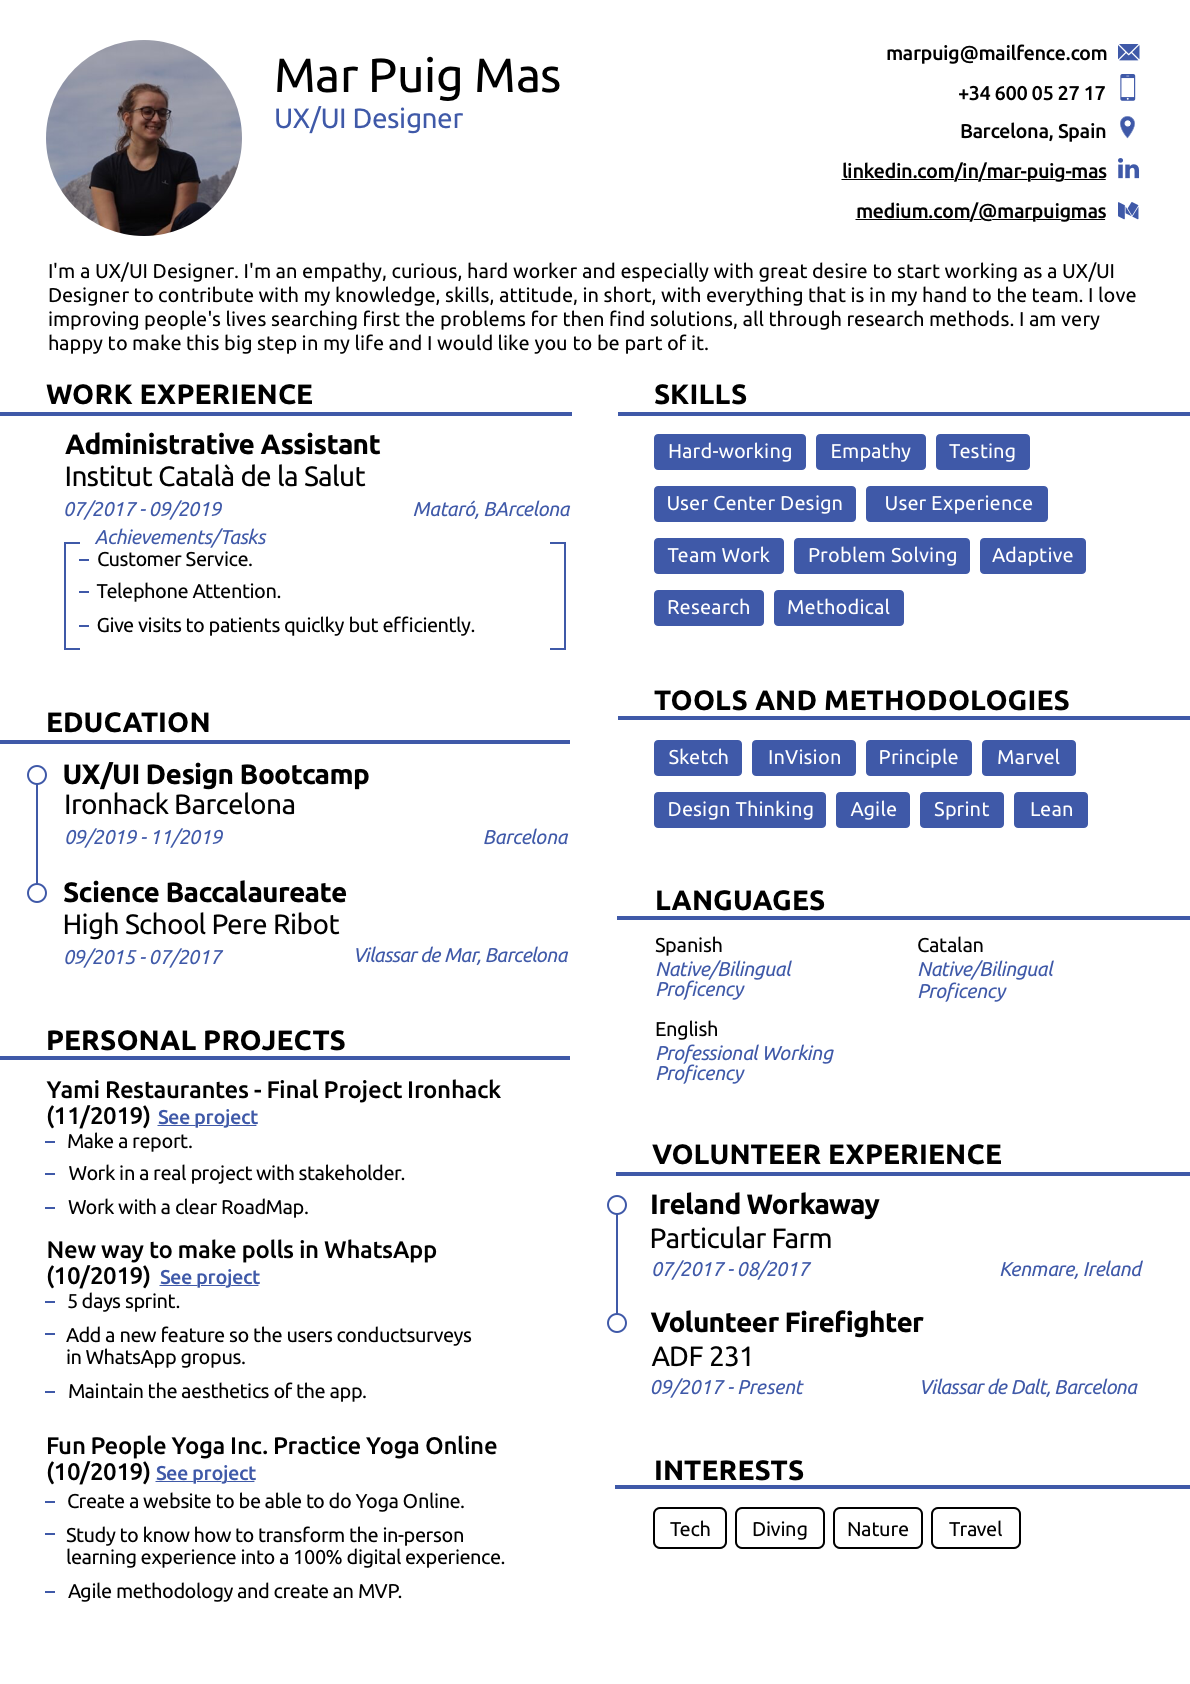 Mar Puig Mas
UX/UI Designer
marpuig@mailfence.com
+34 600 05 27 17
Barcelona, Spain
linkedin.com/in/mar-puig-mas
medium.com/@marpuigmas
I'm a UX/UI Designer. I'm an empathy, curious, hard worker and especially with great desire to start working as a UX/UI
Designer to contribute with my knowledge, skills, attitude, in short, with everything that is in my hand to the team. I love
improving people's lives searching first the problems for then find solutions, all through research methods. I am very
happy to make this big step in my life and I would like you to be part of it.
WORK EXPERIENCE
Administrative Assistant
Institut Català de la Salut
07/2017 - 09/2019 Mataró, BArcelona
Achievements/Tasks
– Customer Service.
– Telephone Attention.
– Give visits to patients quiclky but efficiently.
EDUCATION
UX/UI Design Bootcamp
Ironhack Barcelona
09/2019 - 11/2019 Barcelona
Science Baccalaureate
High School Pere Ribot
09/2015 - 07/2017 Vilassar de Mar, Barcelona
PERSONAL PROJECTS
Yami Restaurantes - Final Project Ironhack
(11/2019) See project
– Make a report.
– Work in a real project with stakeholder.
– Work with a clear RoadMap.
New way to make polls in WhatsApp
(10/2019) See project
– 5 days sprint.
– Add a new feature so the users conductsurveys
in WhatsApp gropus.
– Maintain the aesthetics of the app.
Fun People Yoga Inc. Practice Yoga Online
(10/2019) See project
– Create a website to be able to do Yoga Online.
– Study to know how to transform the in-person
learning experience into a 100% digital experience.
– Agile methodology and create an MVP.
SKILLS
Hard-working Empathy Testing
User Center Design User Experience
Team Work Problem Solving Adaptive
Research Methodical
TOOLS AND METHODOLOGIES
Sketch InVision Principle Marvel
Design Thinking Agile Sprint Lean
LANGUAGES
Spanish
Native/Bilingual
Proficency
Catalan
Native/Bilingual
Proficency
English
Professional Working
Proficency
VOLUNTEER EXPERIENCE
Ireland Workaway
Particular Farm
07/2017 - 08/2017 Kenmare, Ireland
Volunteer Firefighter
ADF 231
09/2017 - Present Vilassar de Dalt, Barcelona
INTERESTS
Tech Diving Nature Travel